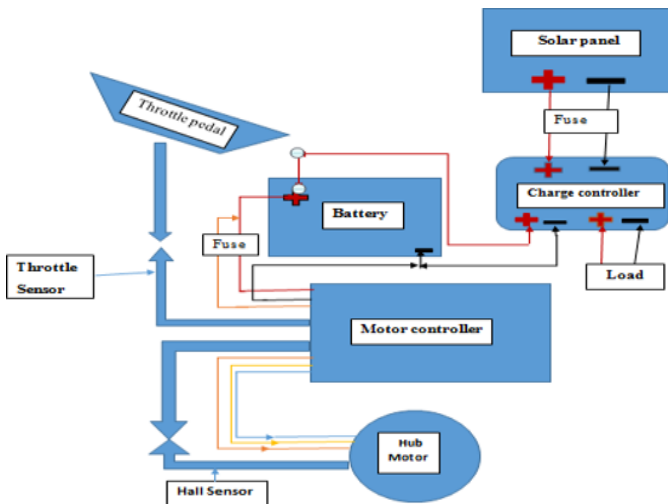 Solar panel
Throttle pedal
Fuse
Charge controller
Battery
Fuse
Load
Throttle
Sensor
Motor controller
Hub
Motor
Hall Sensor